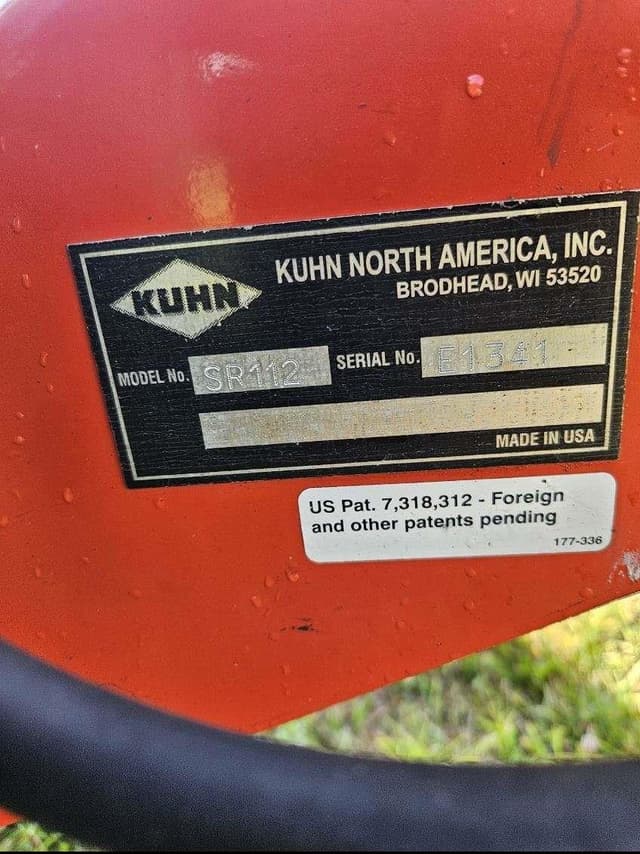 KUHN
KUHN NORTH AMERICA, INC.
BRODHEAD, WI 53520
MODEL No. SR112 SERIAL No. E1341
MADE IN USA
US Pat. 7,318,312 - Foreign
and other patents pending
177-336